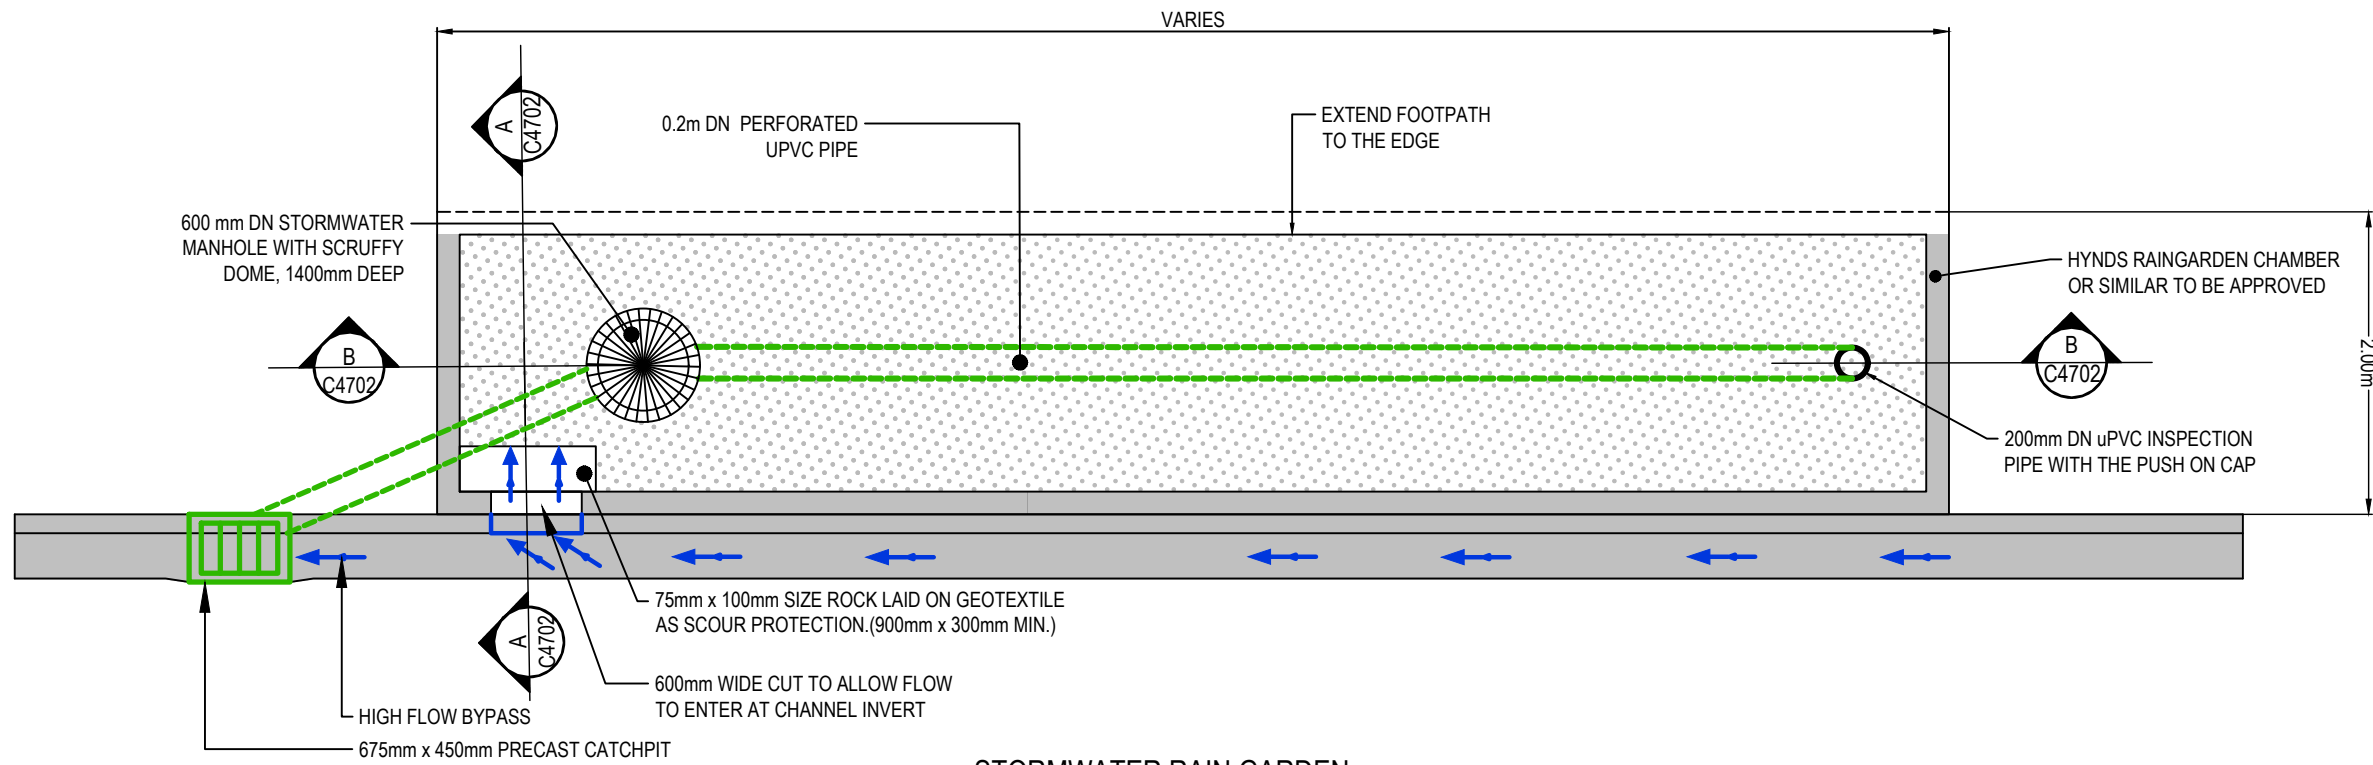 VARIES
A
C4702
0.2m DN PERFORATED
UPVC PIPE
EXTEND FOOTPATH
TO THE EDGE
600 mm DN STORMWATER
MANHOLE WITH SCRUFFY
DOME, 1400mm DEEP
HYNDS RAINGARDEN CHAMBER
OR SIMILAR TO BE APPROVED
B
C4702
B
C4702
2.00m
200mm DN uPVC INSPECTION
PIPE WITH THE PUSH ON CAP
75mm x 100mm SIZE ROCK LAID ON GEOTEXTILE
AS SCOUR PROTECTION.(900mm x 300mm MIN.)
A
C4702
600mm WIDE CUT TO ALLOW FLOW
TO ENTER AT CHANNEL INVERT
HIGH FLOW BYPASS
675mm x 450mm PRECAST CATCHPIT
STORMWATER RAIN GARDEN